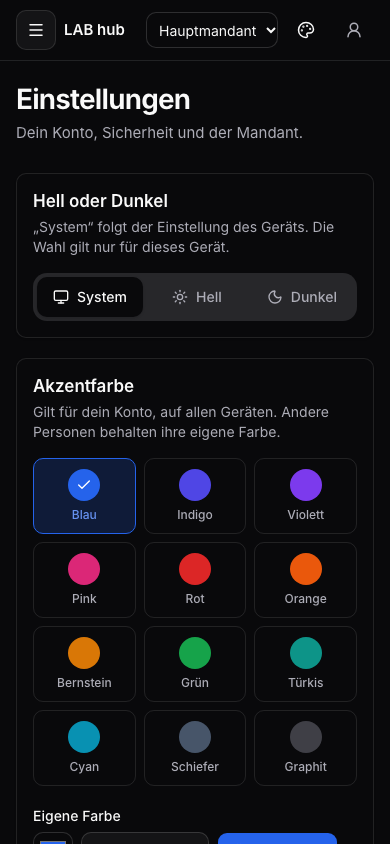 LAB hub
Hauptmandant
Einstellungen
Dein Konto, Sicherheit und der Mandant.
Hell oder Dunkel
„System“ folgt der Einstellung des Geräts. Die
Wahl gilt nur für dieses Gerät.
System Hell Dunkel
Akzentfarbe
Gilt für dein Konto, auf allen Geräten. Andere
Personen behalten ihre eigene Farbe.
Blau Indigo Violett
Pink Rot Orange
Bernstein Grün Türkis
Cyan Schiefer Graphit
Eigene Farbe